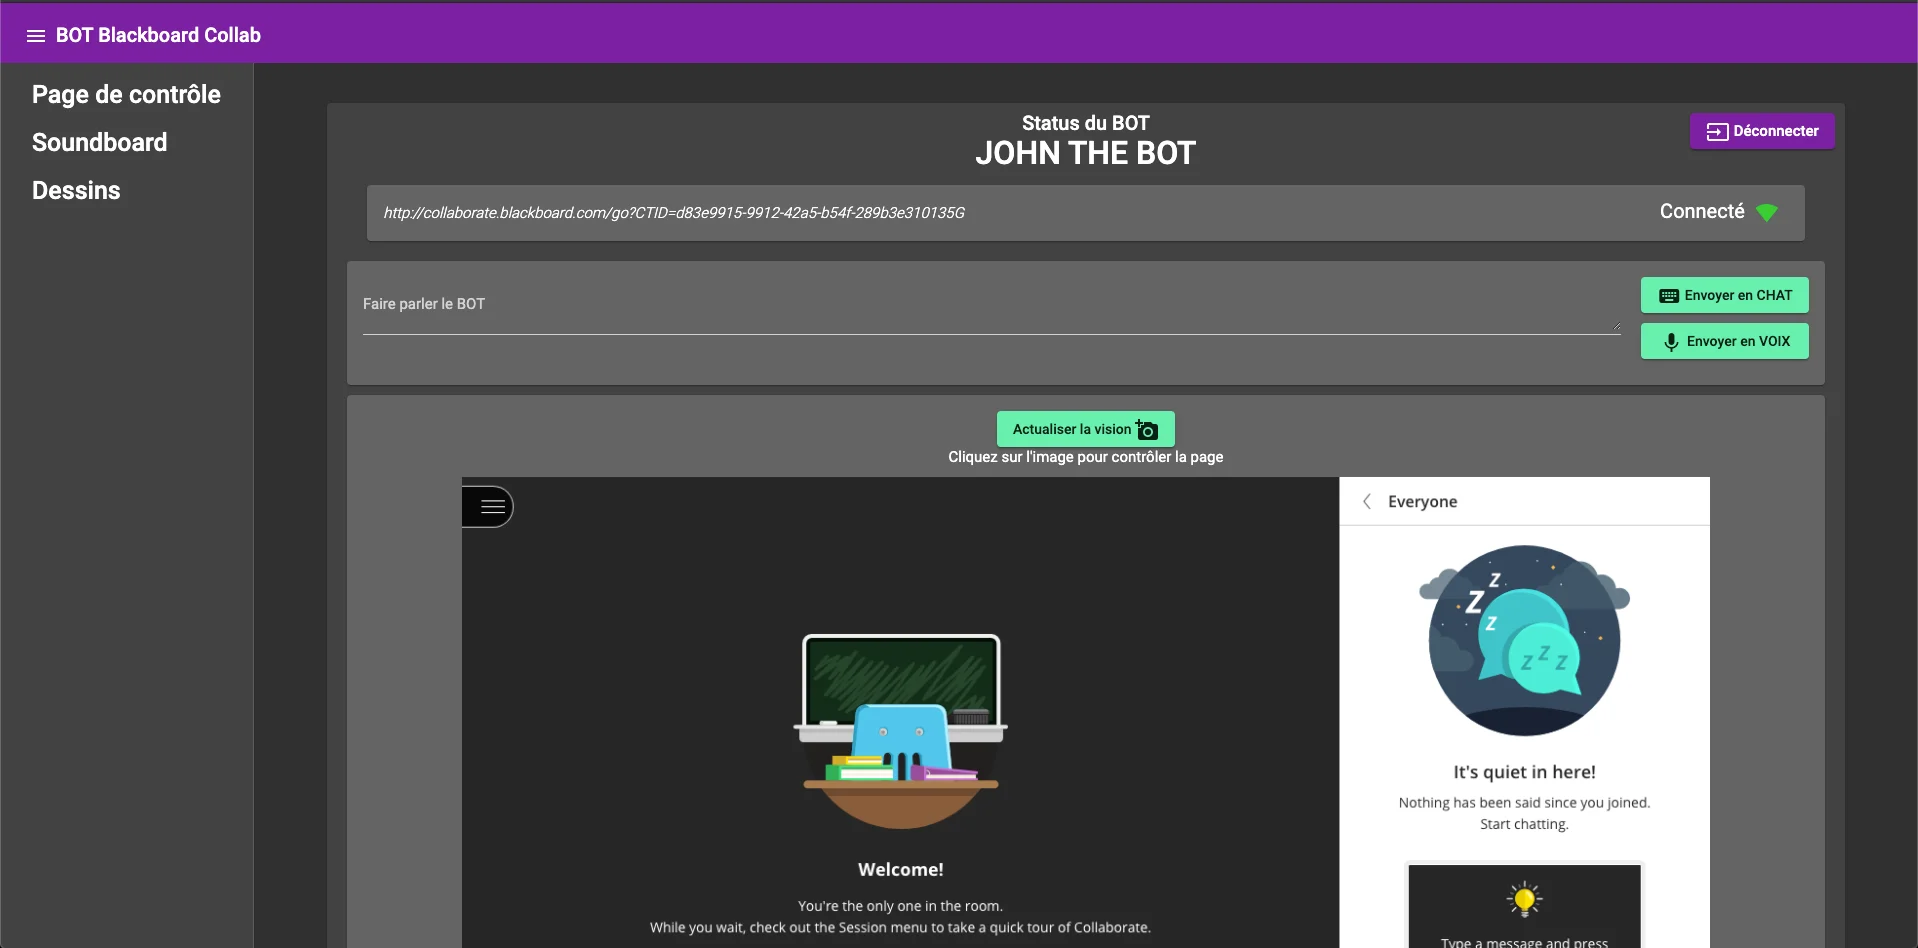 BOT Blackboard Collab
Page de contrôle
Soundboard
Dessins
Status du BOT
JOHN THE BOT
Déconnecter
http://collaborate.blackboard.com/go?CTID=d83e9915-9912-42a5-b54f-289b3e310135G
Connecté
Faire parler le BOT
Envoyer en CHAT
Envoyer en VOIX
Actualiser la vision
Cliquez sur l'image pour contrôler la page
Everyone
Z
Z
Z
Z Z Z
It's quiet in here!
Nothing has been said since you joined.
Start chatting.
Welcome!
You're the only one in the room.
While you wait, check out the Session menu to take a quick tour of Collaborate.
Type a message and press